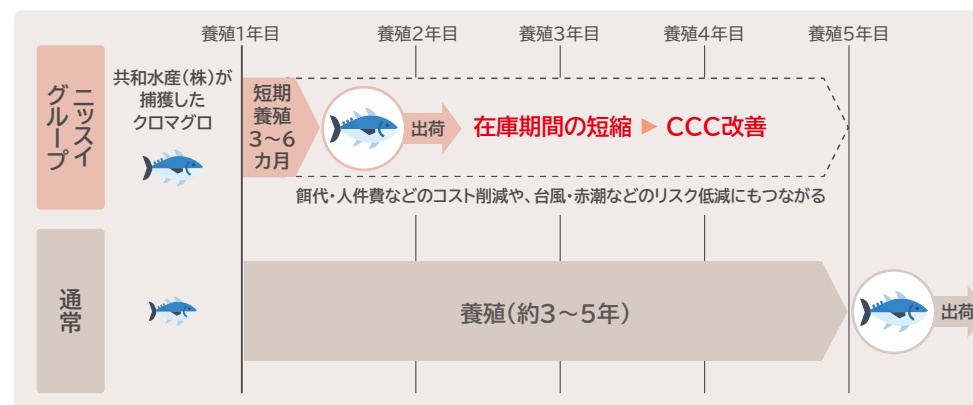 養殖1年目
養殖2年目
養殖3年目
養殖4年目
養殖5年目
ニッスイ
グループ
共和水産(株)が
捕獲した
クロマグロ
短期
養殖
3～6
カ月
出荷
在庫期間の短縮 ▶ CCC改善
餌代・人件費などのコスト削減や、台風・赤潮などのリスク低減にもつながる
通常
養殖(約3～5年)
出荷